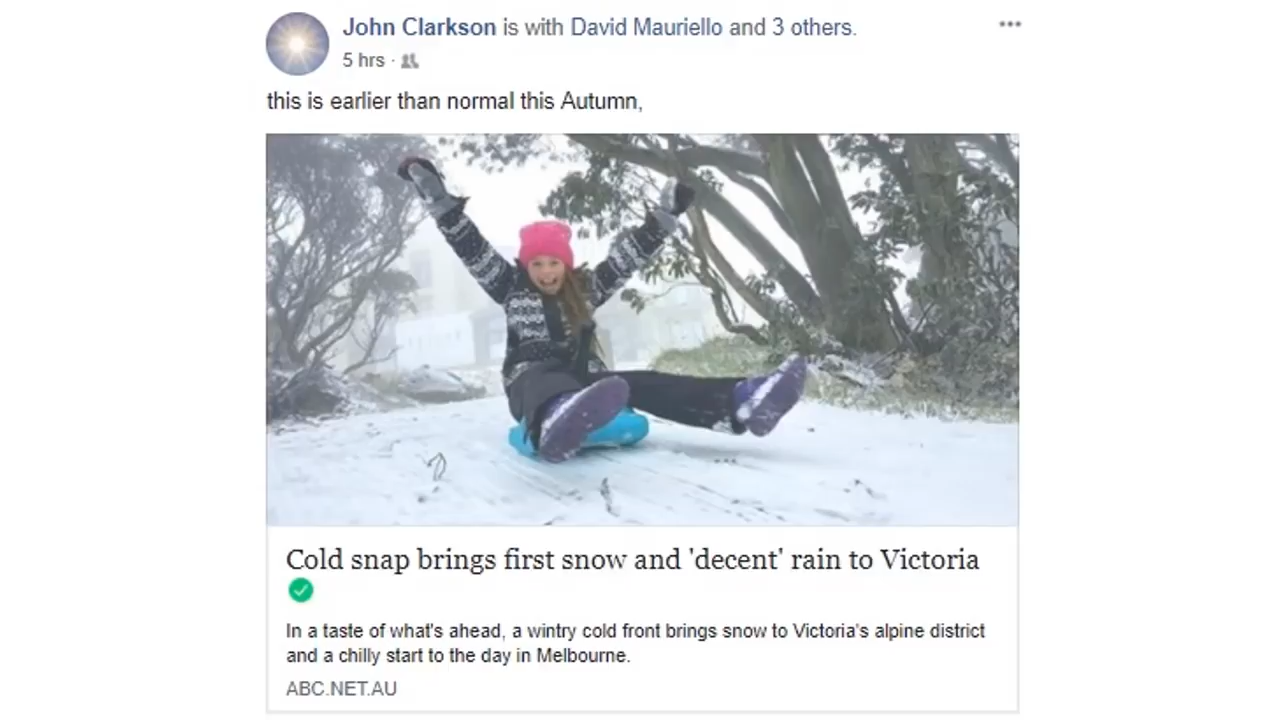 John Clarkson is with David Mauriello and 3 others.
5 hrs ·
this is earlier than normal this Autumn,
Cold snap brings first snow and 'decent' rain to Victoria
In a taste of what's ahead, a wintry cold front brings snow to Victoria's alpine district
and a chilly start to the day in Melbourne.
ABC.NET.AU